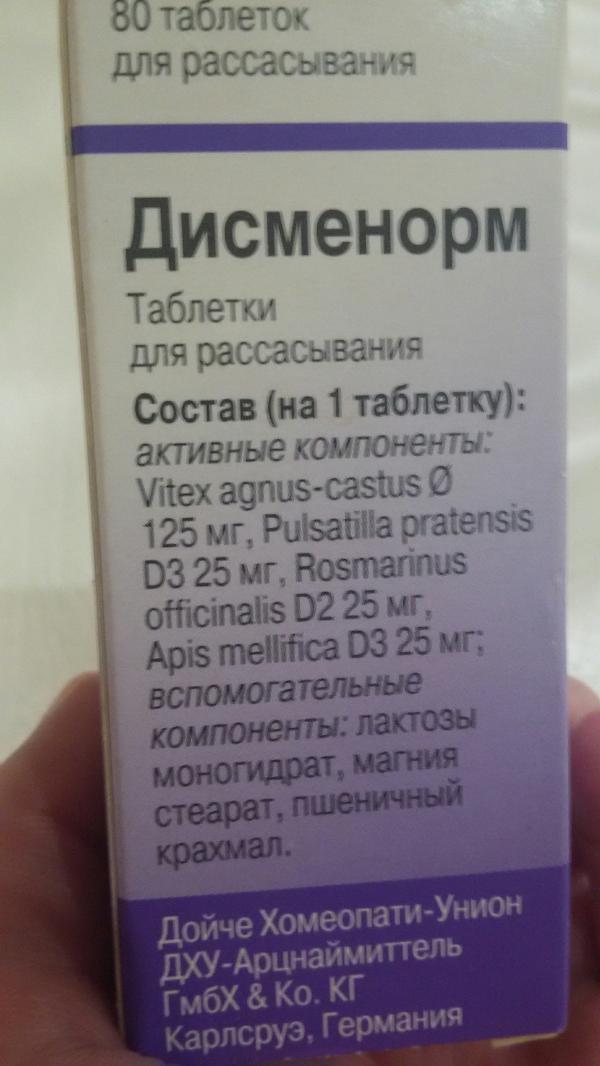 80 таблеток
для рассасывания
Дисменорм
Таблетки
для рассасывания
Состав (на 1 таблетку):
активные компоненты:
Vitex agnus-castus Ø
125 мг, Pulsatilla pratensis
D3 25 мг, Rosmarinus
officinalis D2 25 мг,
Apis mellifica D3 25 мг;
вспомогательные
компоненты: лактозы
моногидрат, магния
стеарат, пшеничный
крахмал.
Дойче Хомеопати-Унион
ДХУ-Арцнаймиттель
ГмбХ & Ко. КГ
Карлсруэ, Германия